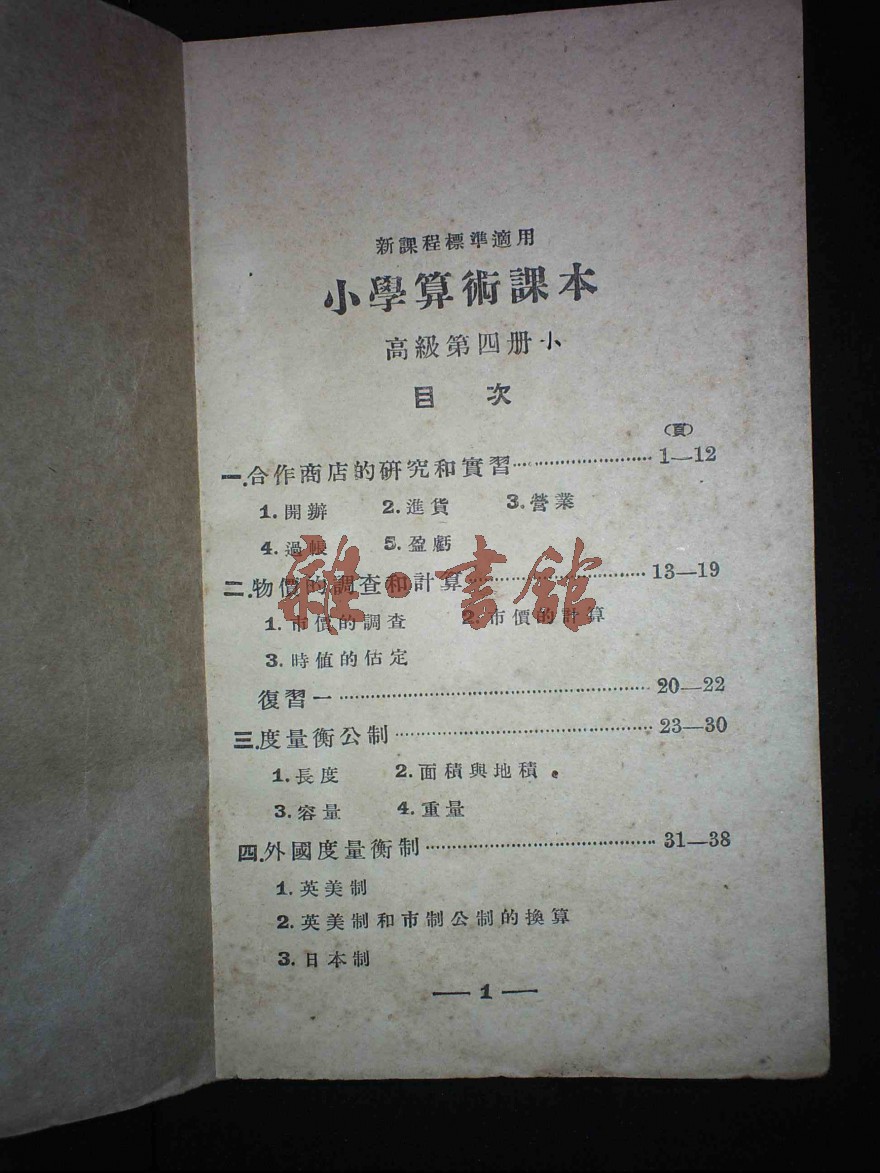 新課程標準適用
小學算術課本
高級第四册小
目 次
（頁）
一.合作商店的研究和實習…………………1—12
1.開辦 2.進貨 3.營業
4.過帳 5.盈虧
二.物價的調查和計算…………………13—19
1.市價的調查 2.市價的計算
3.時值的估定
雜·書館
復習一…………………20—22
三.度量衡公制…………………23—30
1.長度 2.面積與地積
3.容量 4.重量
四.外國度量衡制…………………31—38
1.英美制
2.英美制和市制公制的換算
3.日本制
— 1 —